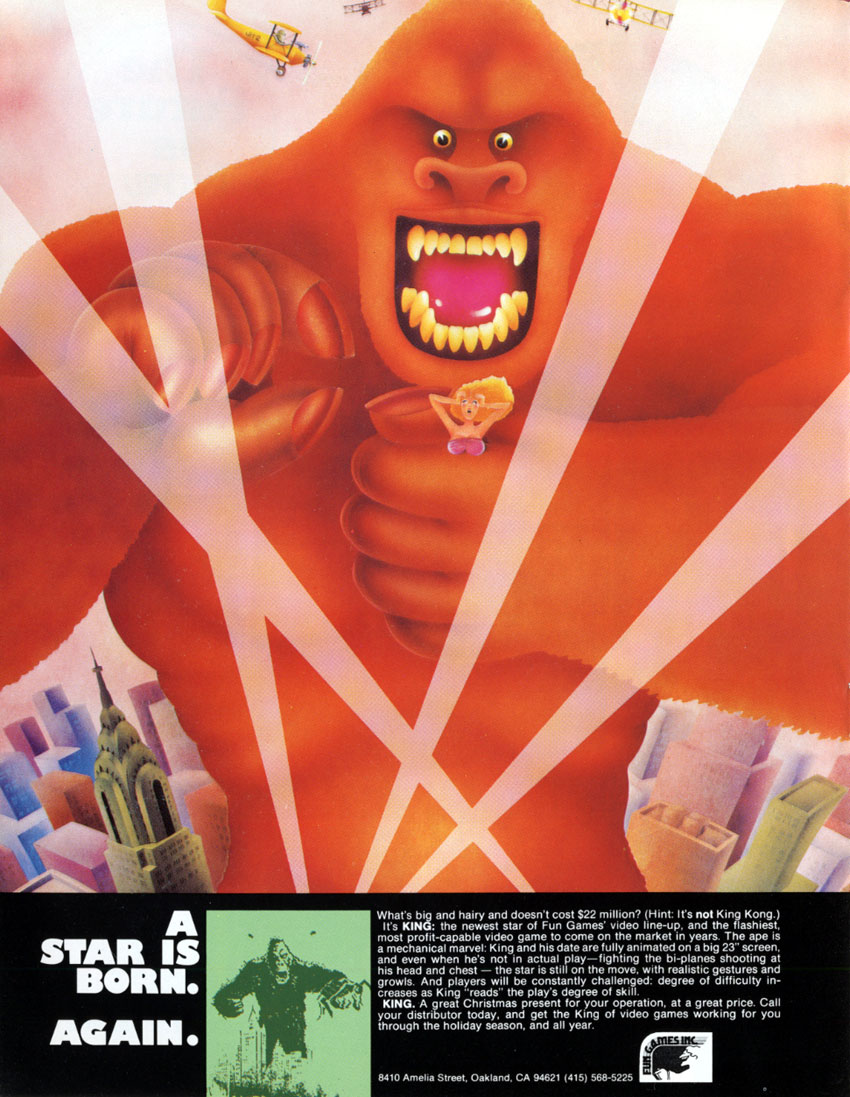 A
STAR IS
BORN.
AGAIN.
What's big and hairy and doesn't cost $22 million? (Hint: It's not King Kong.)
It's KING: the newest star of Fun Games' video line-up, and the flashiest,
most profit-capable video game to come on the market in years. The ape is
a mechanical marvel: King and his date are fully animated on a big 23" screen,
and even when he's not in actual play—fighting the bi-planes shooting at
his head and chest — the star is still on the move, with realistic gestures and
growls. And players will be constantly challenged: degree of difficulty in-
creases as King "reads" the play's degree of skill.
KING. A great Christmas present for your operation, at a great price. Call
your distributor today, and get the King of video games working for you
through the holiday season, and all year.
8410 Amelia Street, Oakland, CA 94621 (415) 568-5225
FUN GAMES INC.